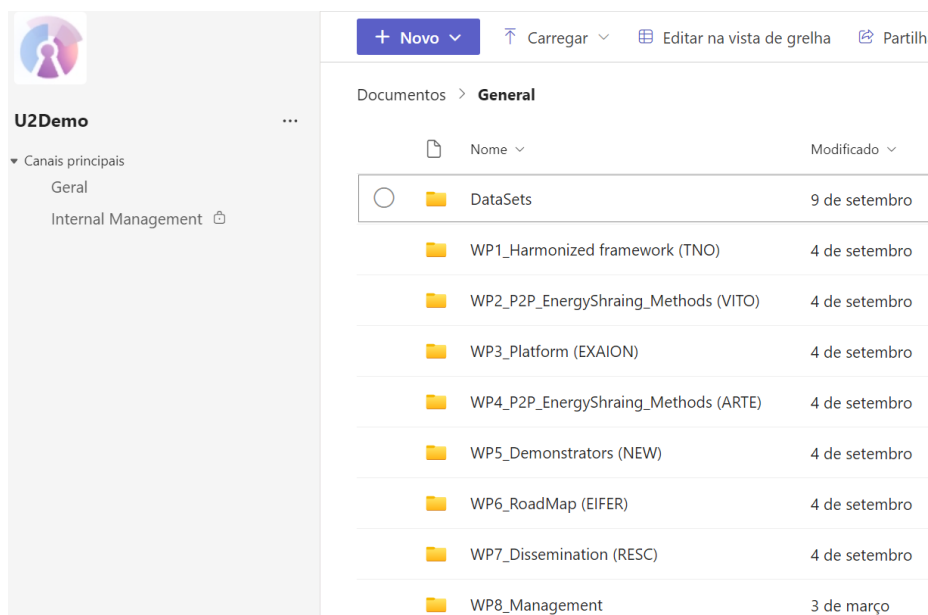 + Novo
Carregar
Editar na vista de grelha
Partilh
Documentos > General
U2Demo
...
Canais principais
Geral
Internal Management
Nome
Modificado
DataSets 9 de setembro
WP1_Harmonized framework (TNO) 4 de setembro
WP2_P2P_EnergyShraing_Methods (VITO) 4 de setembro
WP3_Platform (EXAION) 4 de setembro
WP4_P2P_EnergyShraing_Methods (ARTE) 4 de setembro
WP5_Demonstrators (NEW) 4 de setembro
WP6_RoadMap (EIFER) 4 de setembro
WP7_Dissemination (RESC) 4 de setembro
WP8_Management 3 de março